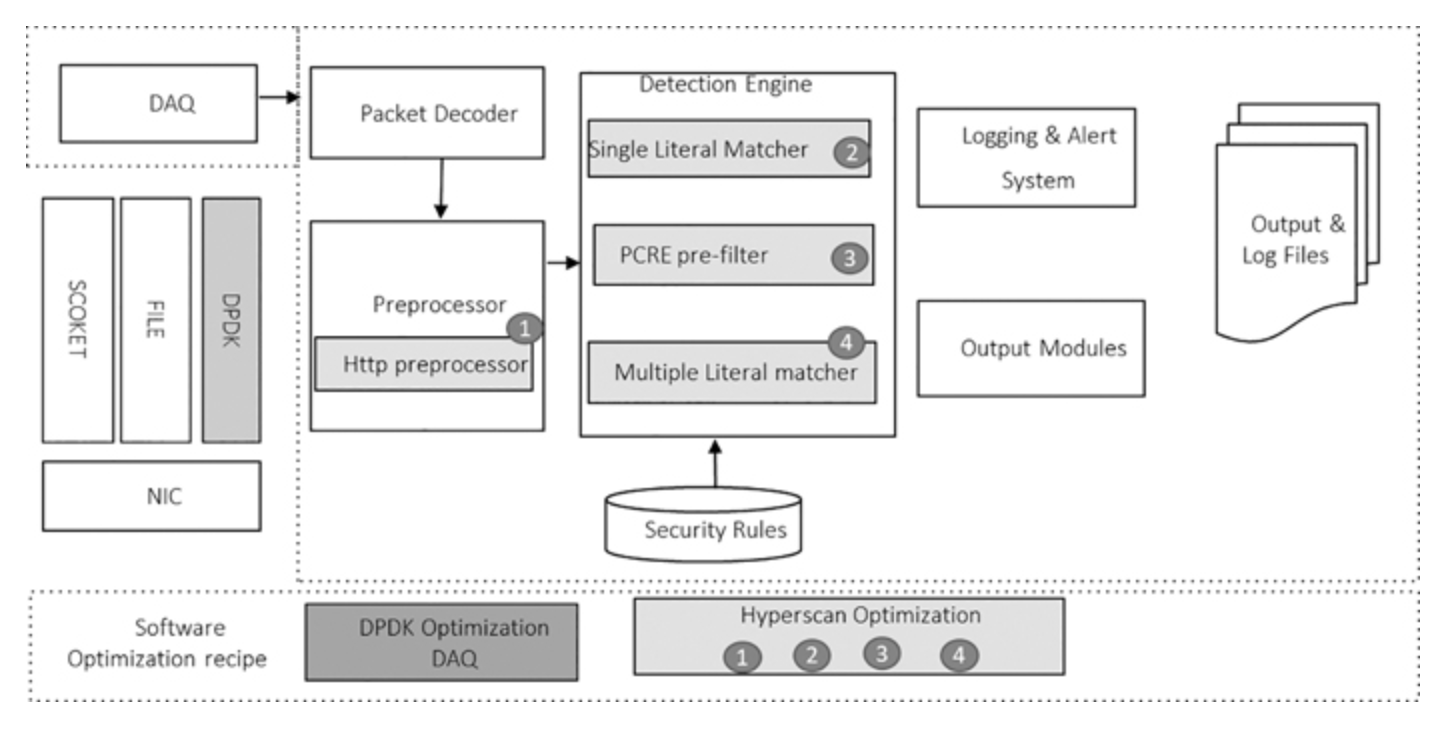 DAQ
Packet Decoder
Detection Engine
Single Literal Matcher
2
PCRE pre-filter
3
4
Multiple Literal matcher
Logging & Alert
System
Output &
Log Files
Preprocessor
1
Http preprocessor
Output Modules
SCOKET
FILE
DPDK
NIC
Security Rules
Software
Optimization recipe
DPDK Optimization
DAQ
Hyperscan Optimization
1 2 3 4